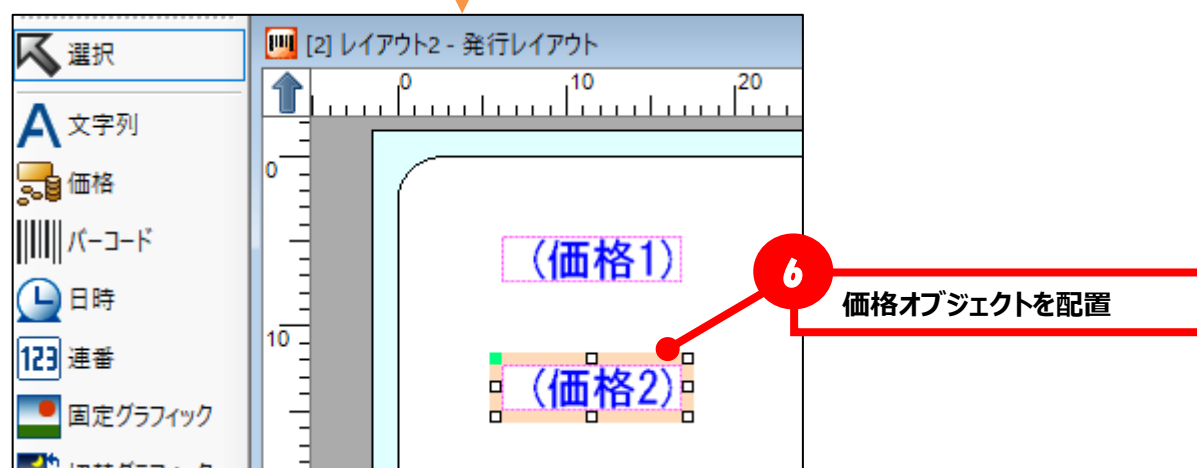 選択
文字列
価格
バーコード
日時
123 連番
固定グラフィック
[2] レイアウト2 - 発行レイアウト
0 10 20
0
10
(価格1)
(価格2)
6
価格オブジェクトを配置